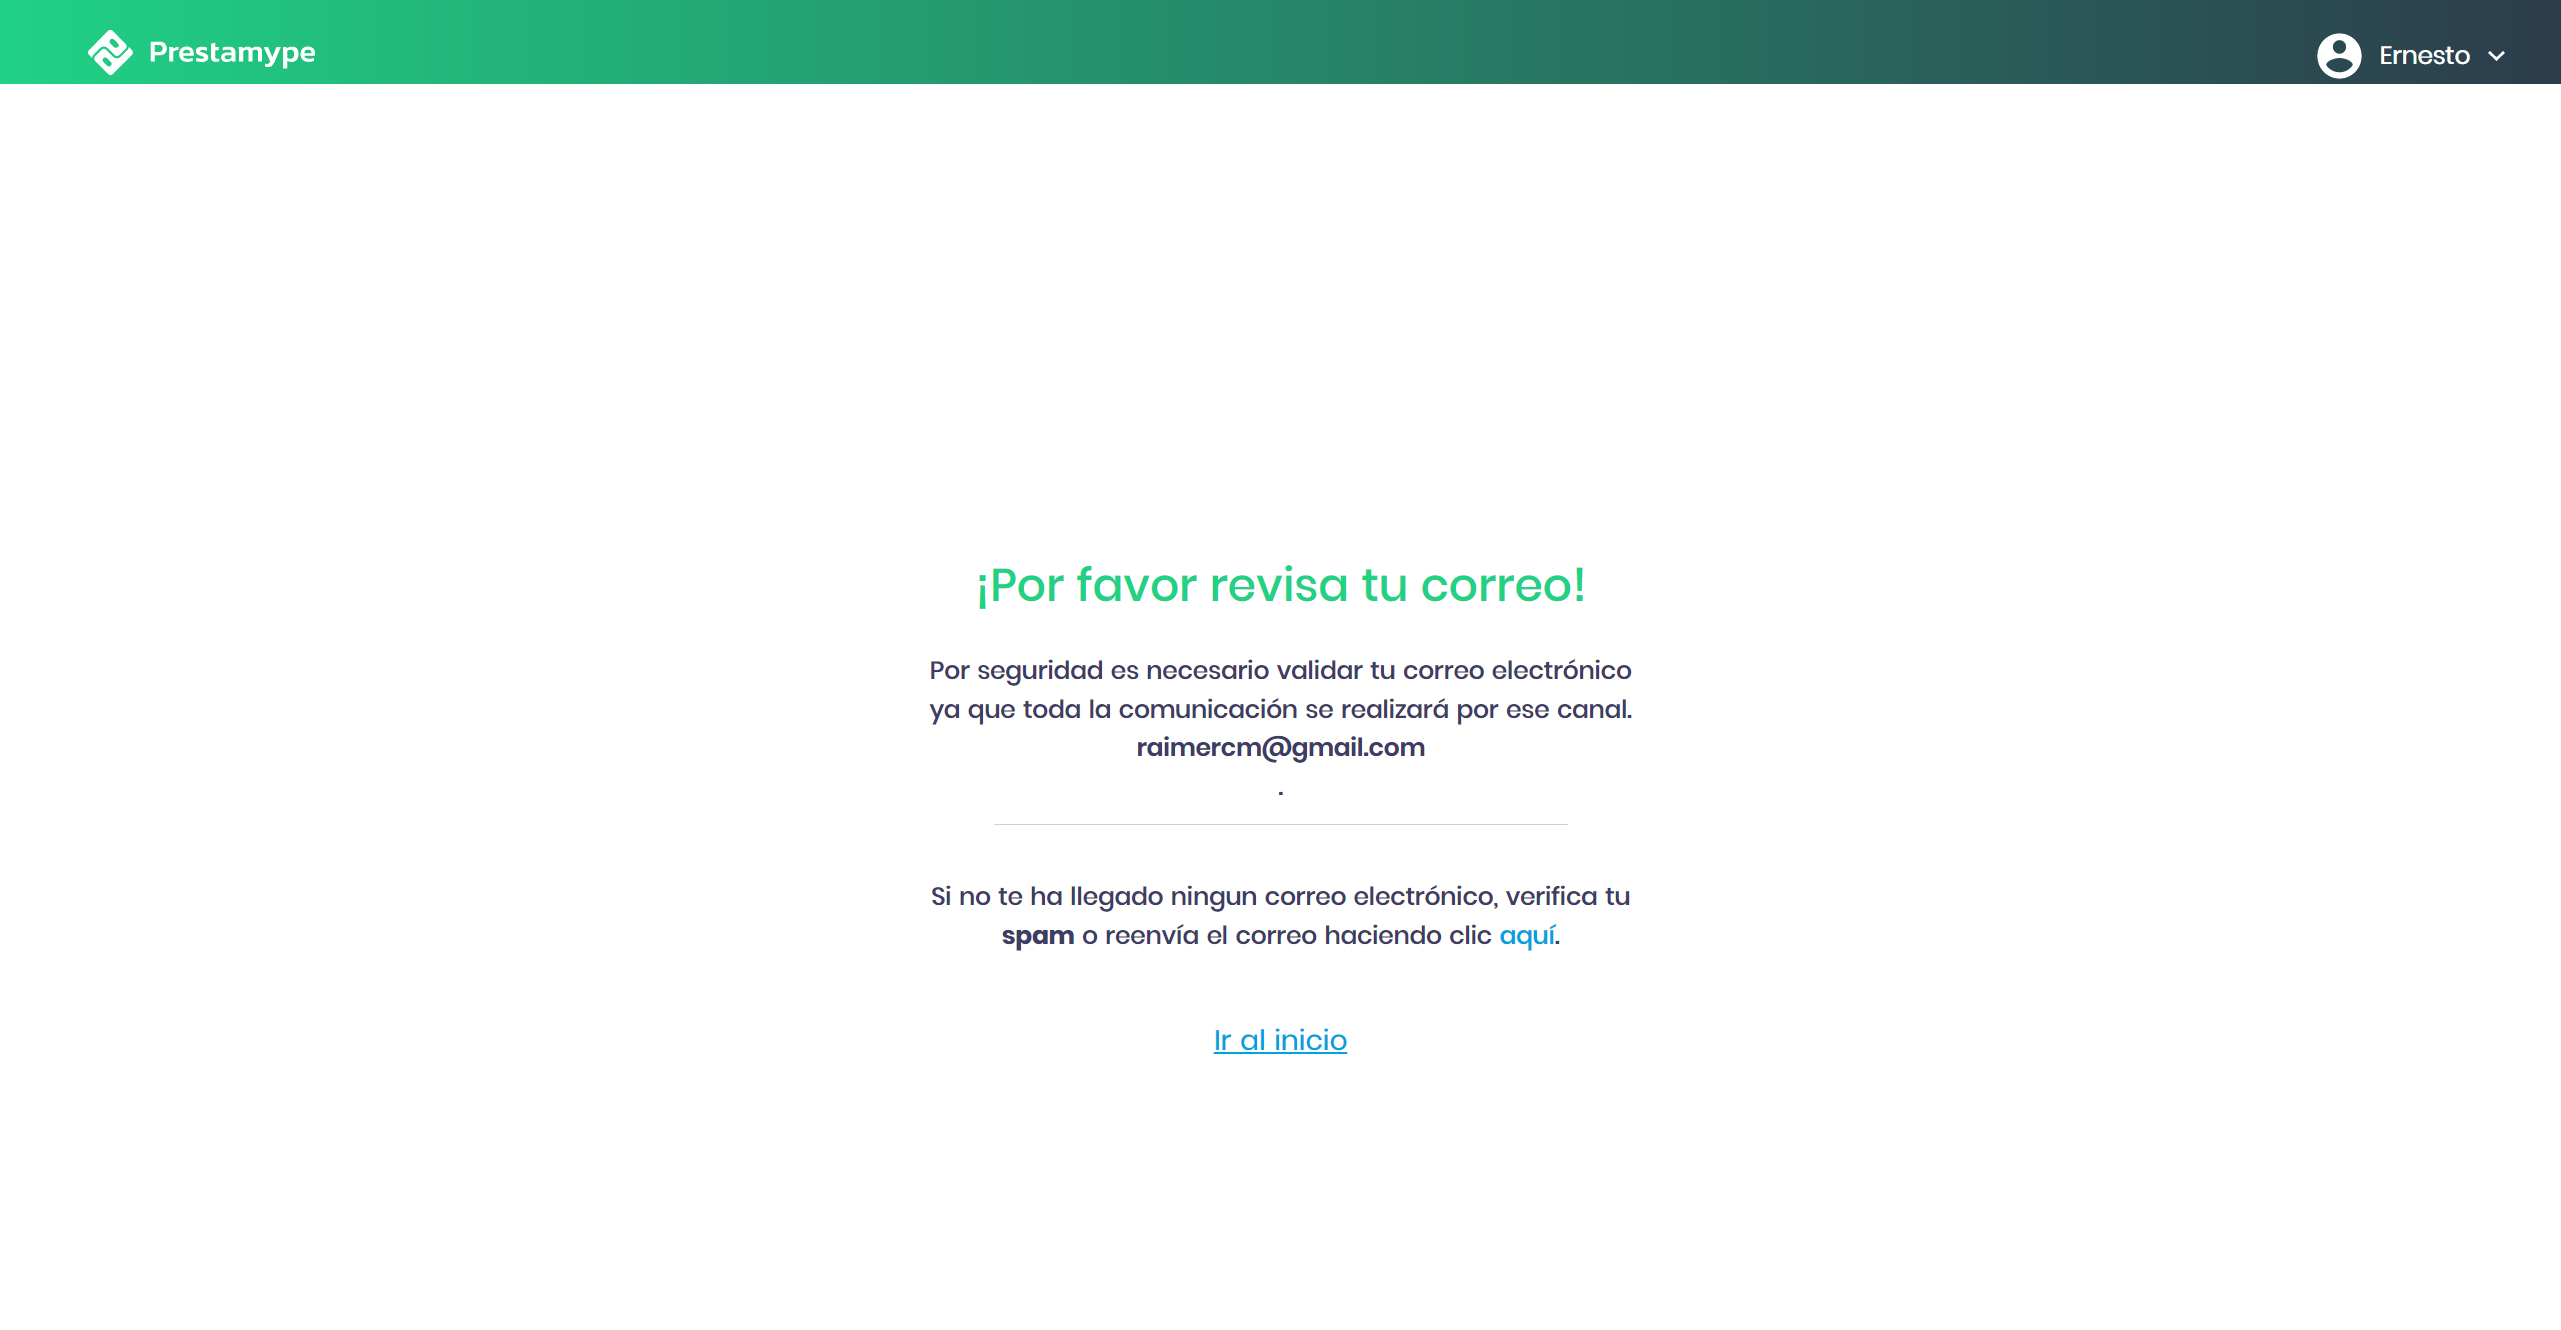 Prestamype
Ernesto
¡Por favor revisa tu correo!
Por seguridad es necesario validar tu correo electrónico
ya que toda la comunicación se realizará por ese canal.
raimercm@gmail.com
.
Si no te ha llegado ningun correo electrónico, verifica tu
spam o reenvía el correo haciendo clic aquí.
Ir al inicio